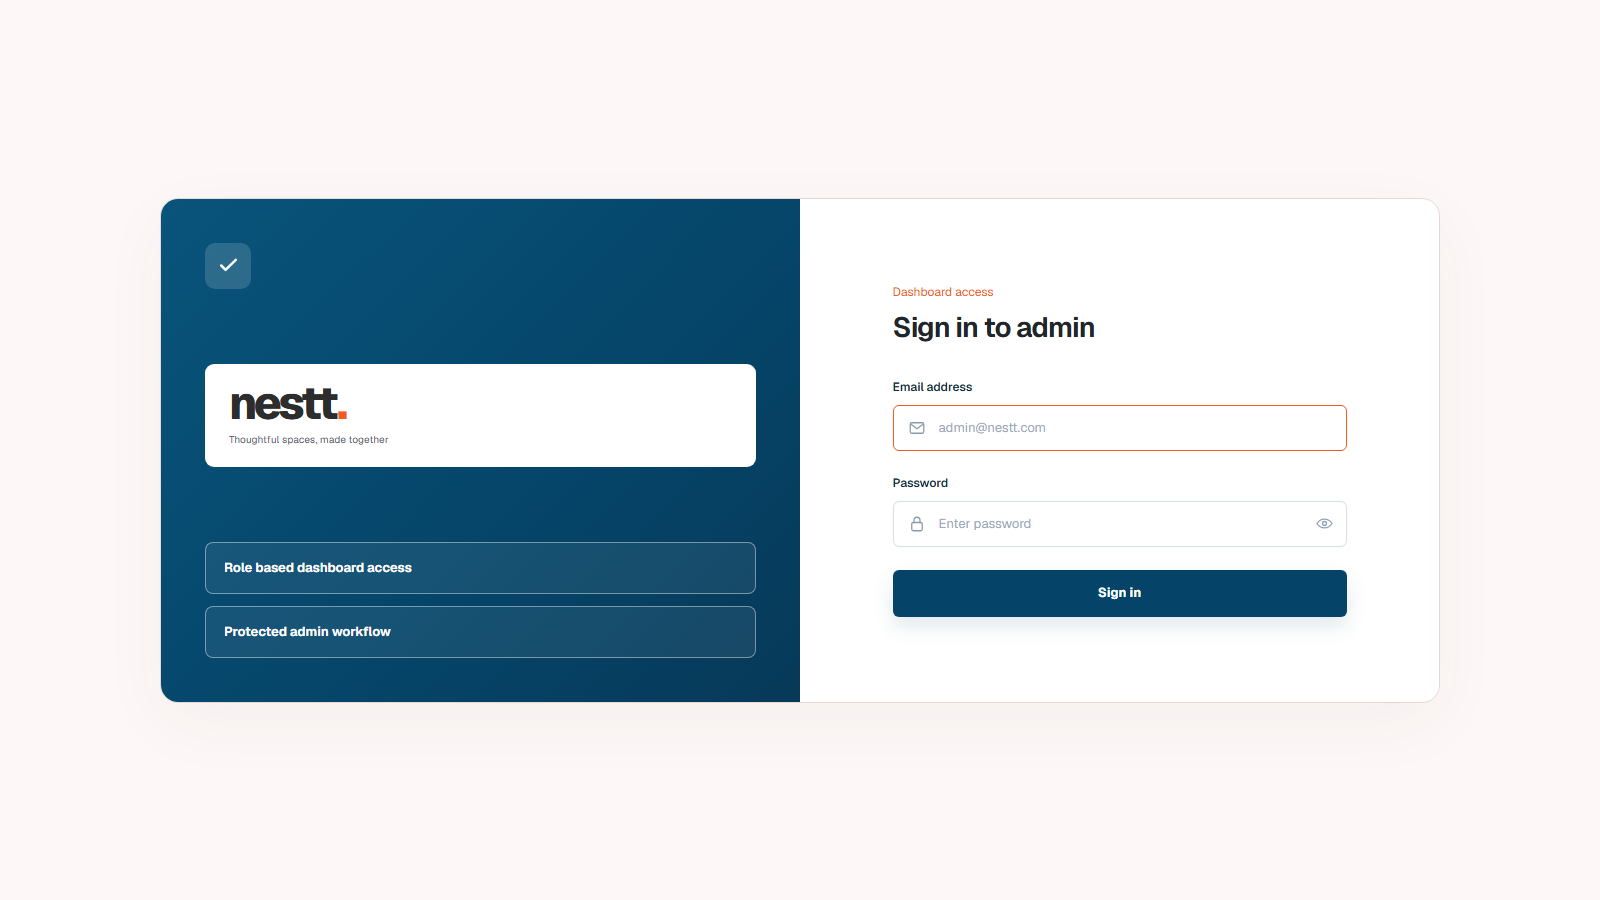 nestt.
Thoughtful spaces, made together
Role based dashboard access
Protected admin workflow
Dashboard access
Sign in to admin
Email address
admin@nestt.com
Password
Enter password
Sign in